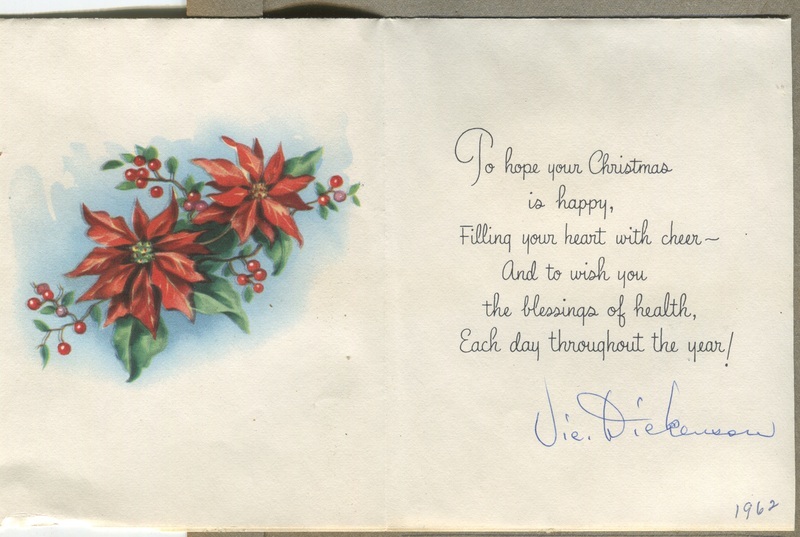 To hope your Christmas
is happy,
Filling your heart with cheer~
And to wish you
the blessings of health,
Each day throughout the year!
Vic. Dickenson
1962